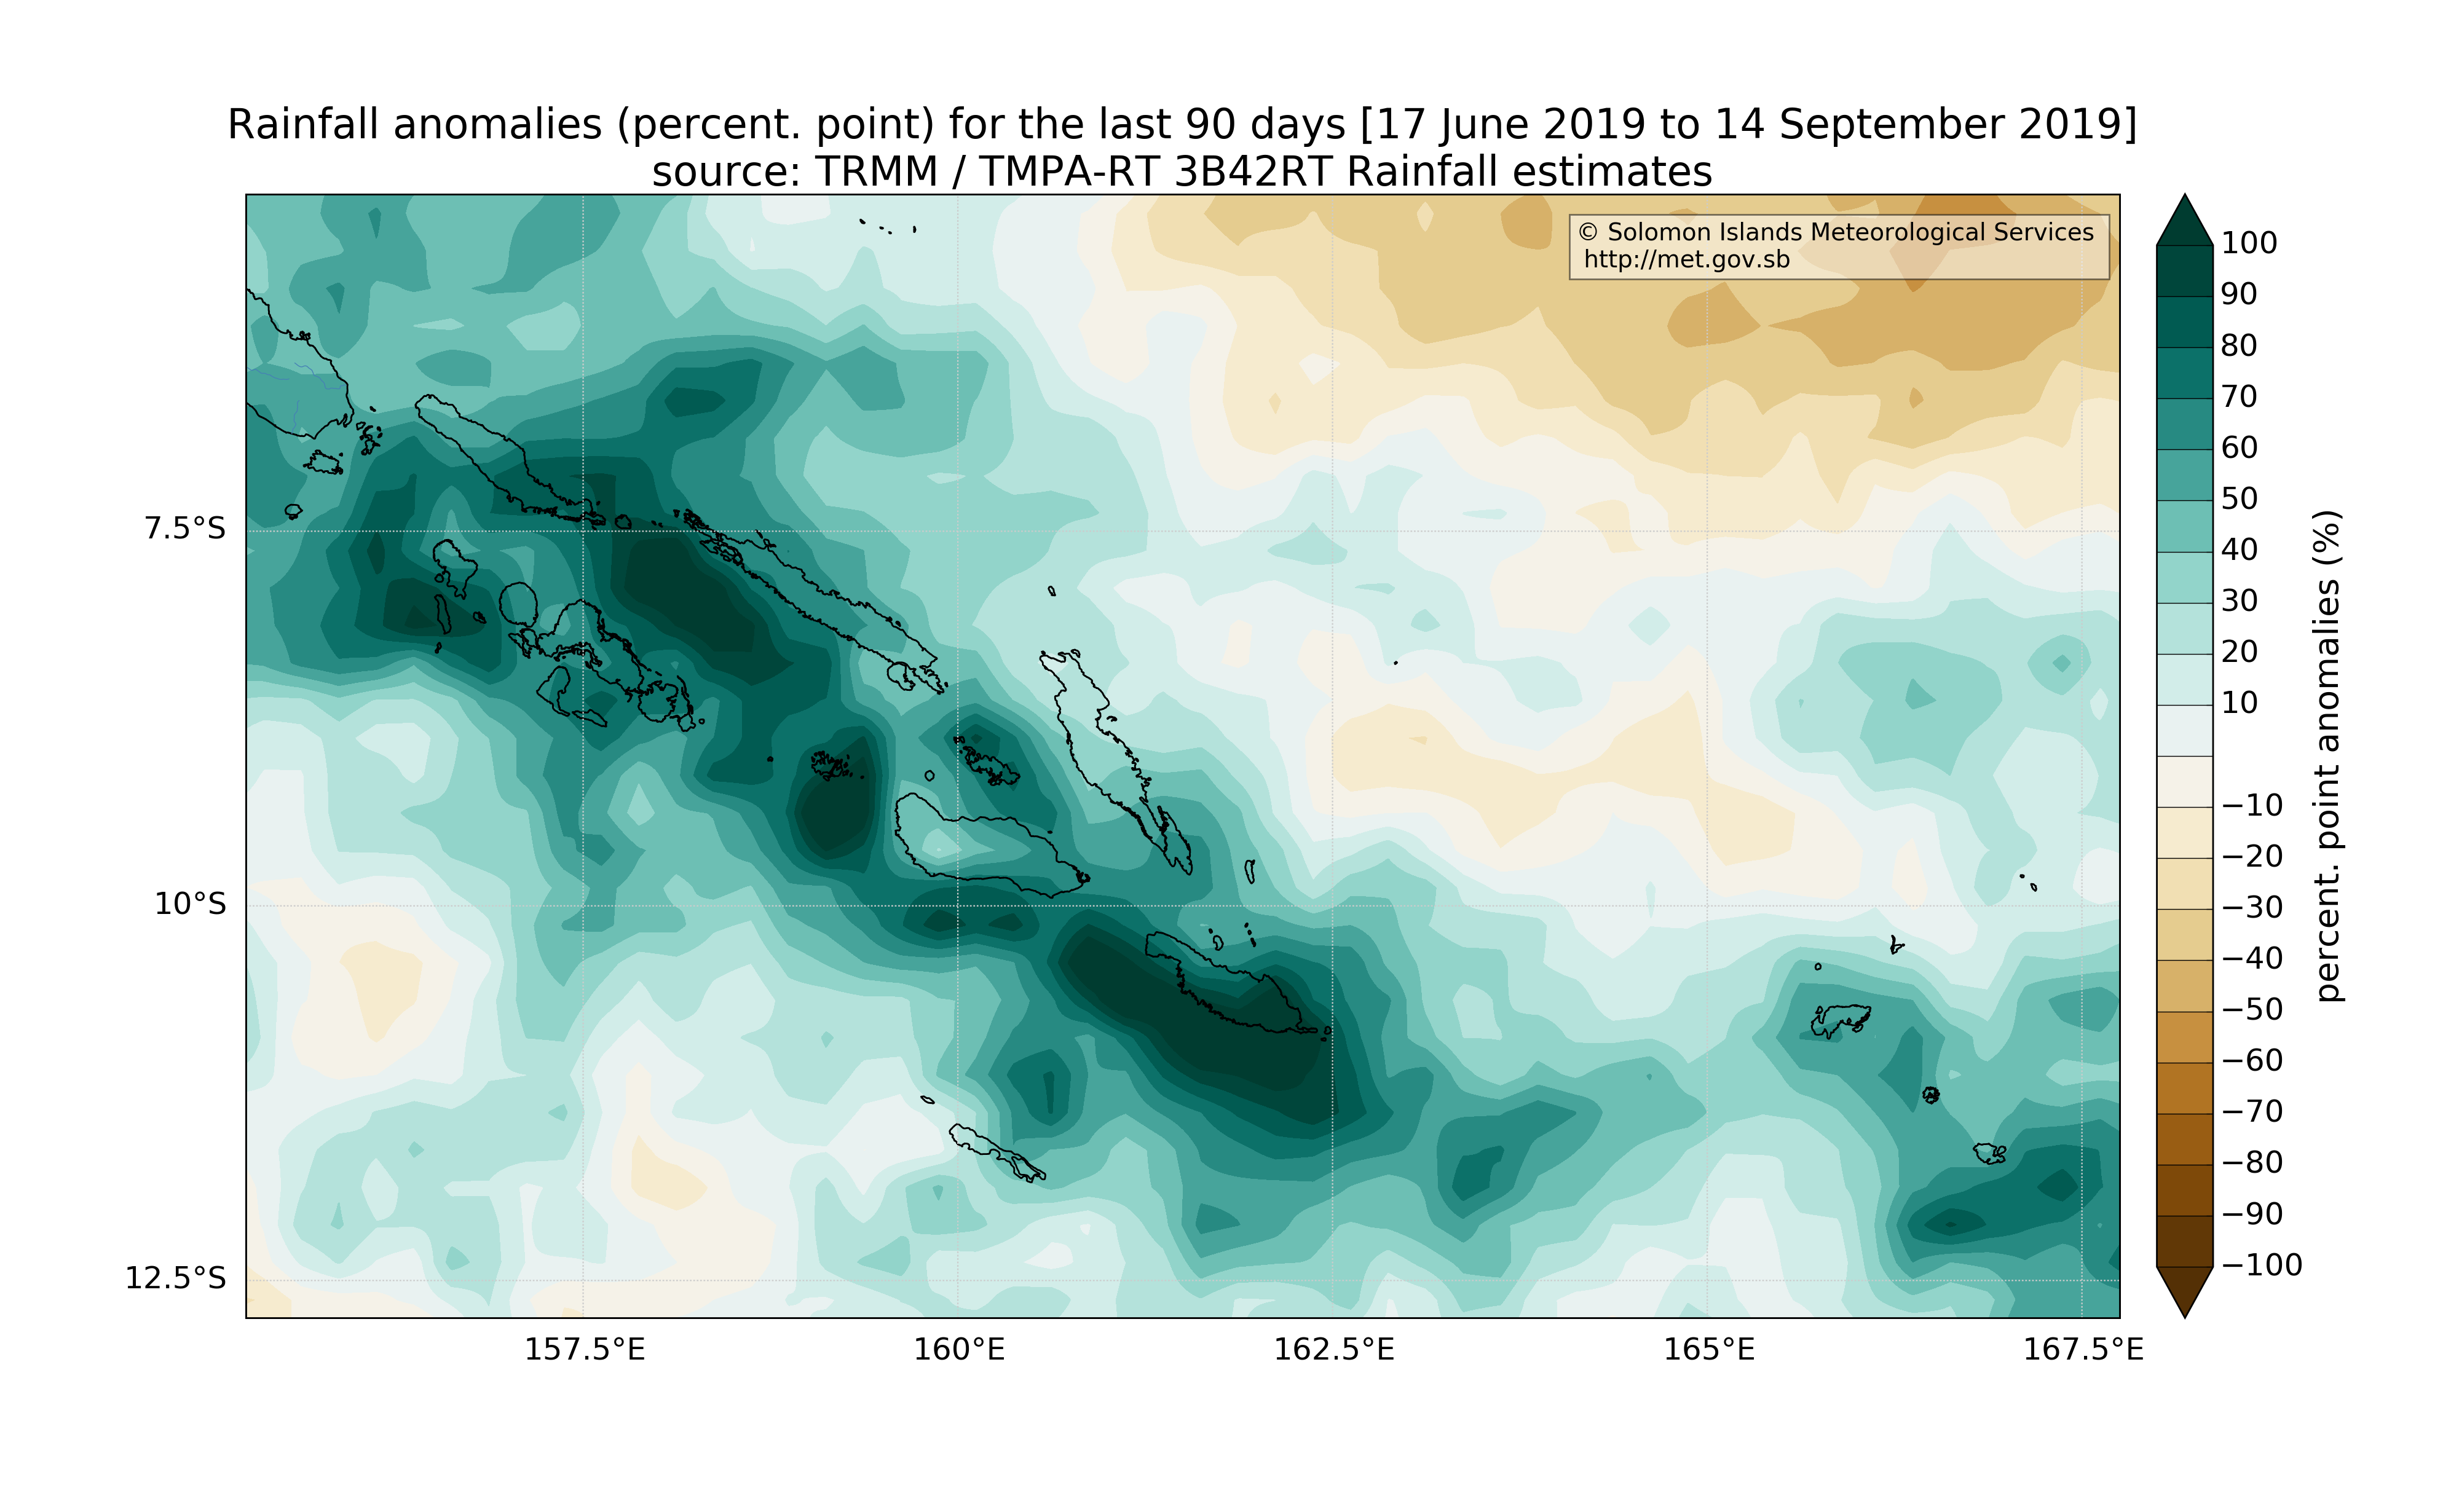 Rainfall anomalies (percent. point) for the last 90 days [17 June 2019 to 14 September 2019]
source: TRMM / TMPA-RT 3B42RT Rainfall estimates
© Solomon Islands Meteorological Services
http://met.gov.sb
7.5°S
10°S
12.5°S
157.5°E
160°E
162.5°E
165°E
167.5°E
100
90
80
70
60
50
40
30
20
10
−10
−20
−30
−40
−50
−60
−70
−80
−90
−100
percent. point anomalies (%)